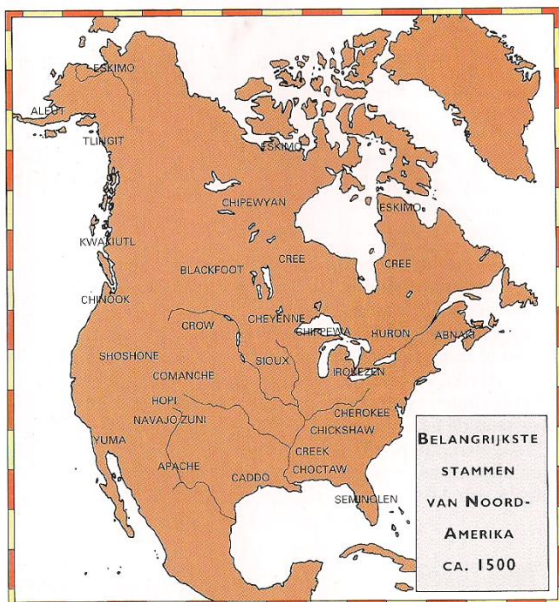 ESKIMO
ALEUT
TLINGIT
ESKIMO
CHIPEWYAN
ESKIMO
KWAKIUTL
CREE
CREE
BLACKFOOT
CHINOOK
CROW
CHEYENNE
CHIPPEWA
HURON
ABNAKI
SHOSHONE
SIOUX
COMANCHE
IROKEZEN
HOPI
CHEROKEE
NAVAJO ZUNI
CHICKSHAW
YUMA
CREEK
APACHE
CADDO
CHOCTAW
SEMINOLEN
BELANGRIJKSTE
STAMMEN
VAN NOORD-
AMERIKA
CA. 1500